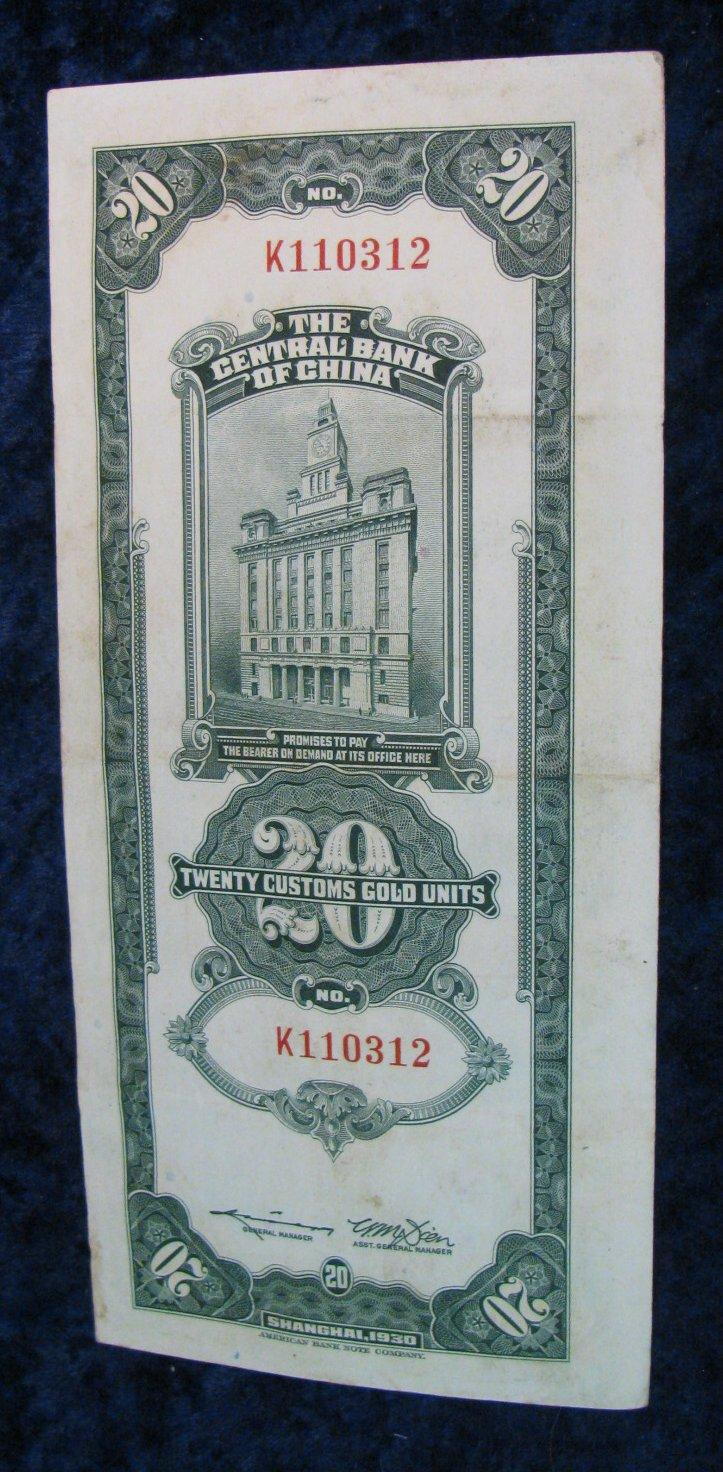 20 NO. 20
K110312
THE
CENTRAL BANK
OF CHINA
PROMISES TO PAY
THE BEARER ON DEMAND AT ITS OFFICE HERE
20
TWENTY CUSTOMS GOLD UNITS
NO.
K110312
GENERAL MANAGER
ASST. GENERAL MANAGER
20 20 20
SHANGHAI, 1930
AMERICAN BANK NOTE COMPANY.